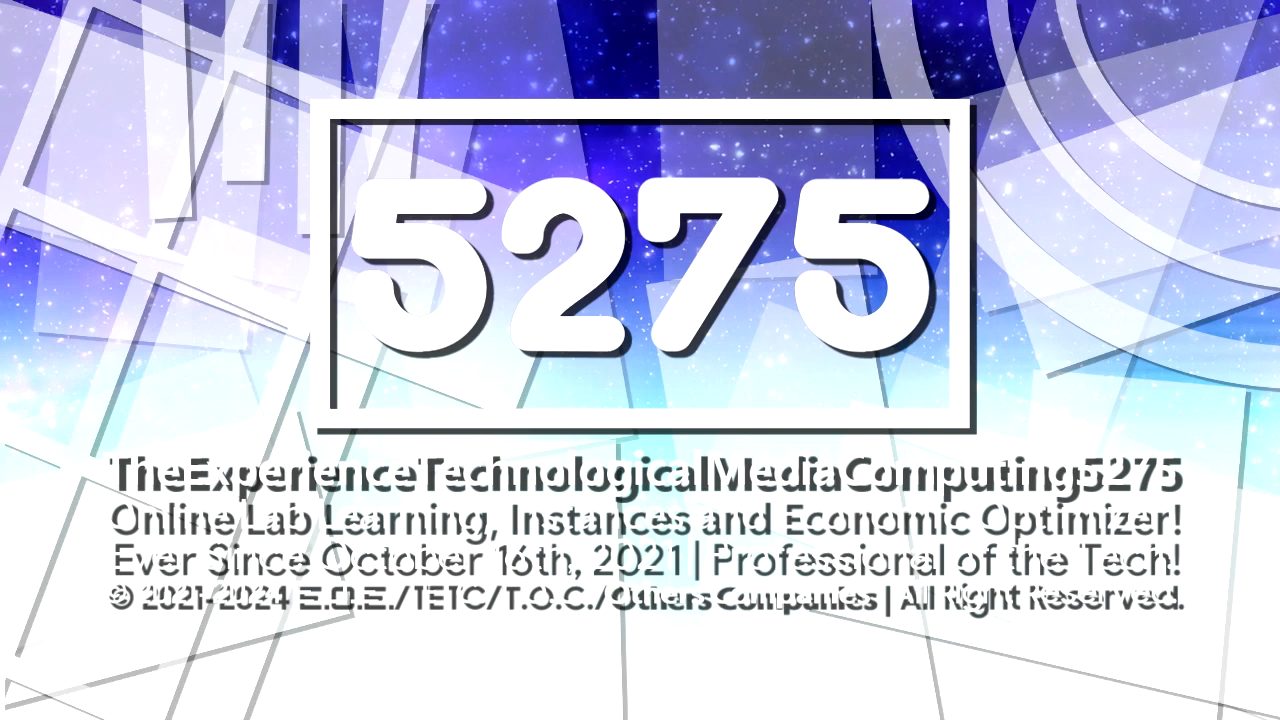 5275
TheExperienceTechnologicalMediaComputing5275
Online Lab Learning, Instances and Economic Optimizer!
Ever Since October 16th, 2021 | Professional of the Tech!
© 2021-2024 E.O.E./TETC/T.O.C./Others Companies | All Right Reserved.